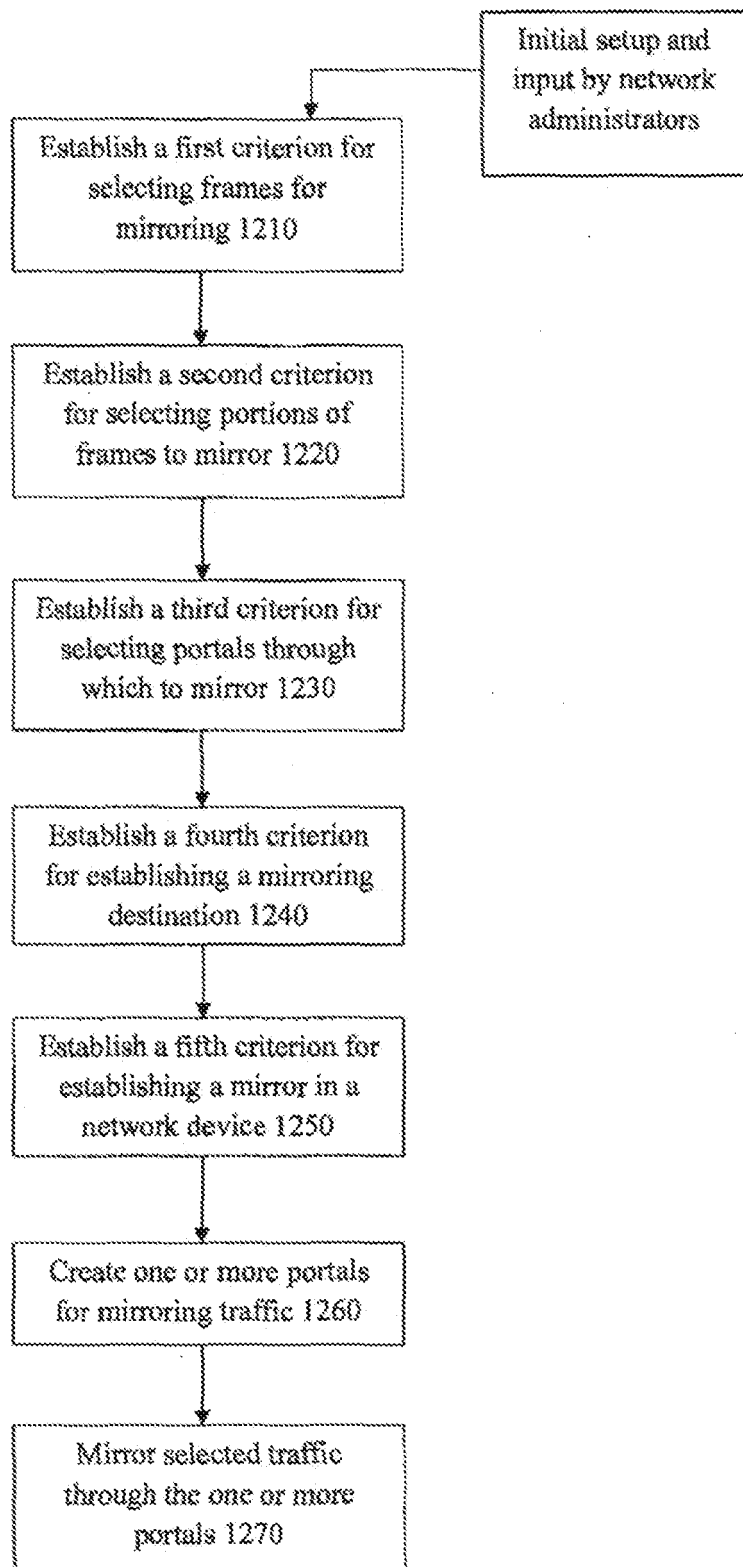 Initial setup and
input by network
administrators
Establish a first criterion for
selecting frames for
mirroring 1210
Establish a second criterion
for selecting portions of
frames to mirror 1220
Establish a third criterion for
selecting portals through
which to mirror 1230
Establish a fourth criterion
for establishing a mirroring
destination 1240
Establish a fifth criterion for
establishing a mirror in a
network device 1250
Create one or more portals
for mirroring traffic 1260
Mirror selected traffic
through the one or more
portals 1270